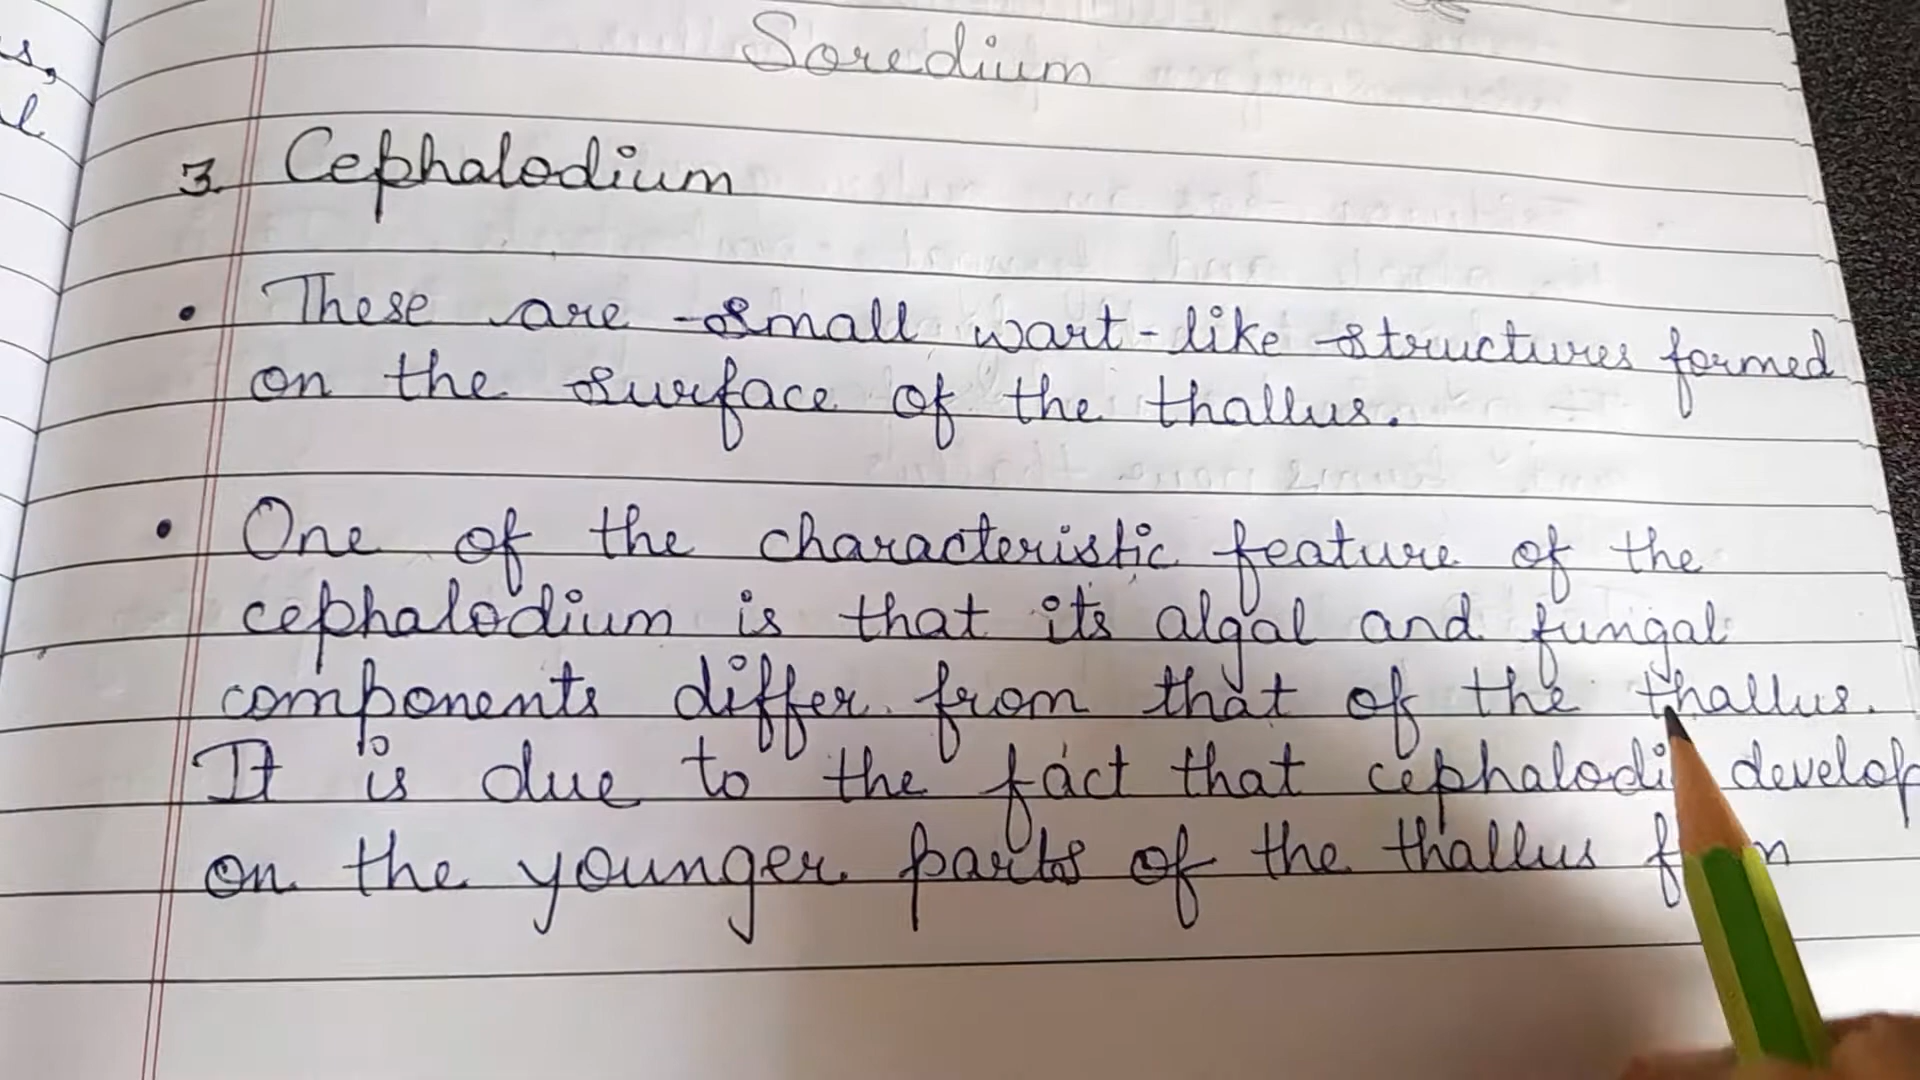 s,
l
Soredium
3. Cephalodium
• These are small wart-like structures formed
on the surface of the thallus.
• One of the characteristic feature of the
cephalodium is that its algal and fungal
components differ from that of the thallus.
It is due to the fact that cephalodi develop
on the younger parts of the thallus